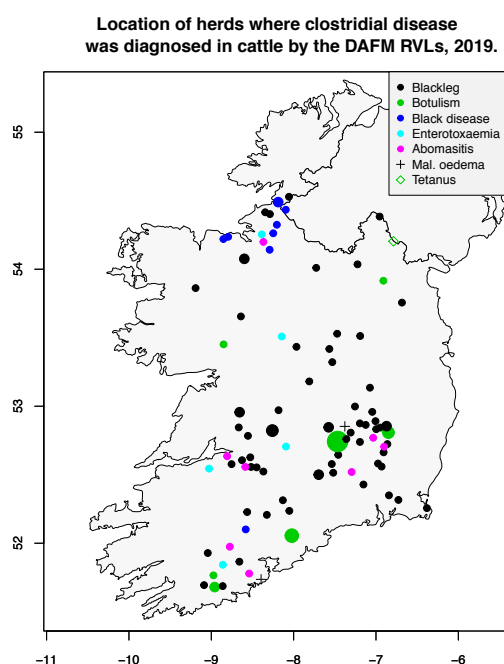 Location of herds where clostridial disease
was diagnosed in cattle by the DAFM RVLs, 2019.
Blackleg
Botulism
Black disease
Enterotoxaemia
Abomasitis
Mal. oedema
Tetanus
55
54
53
52
−11
−10
−9
−8
−7
−6